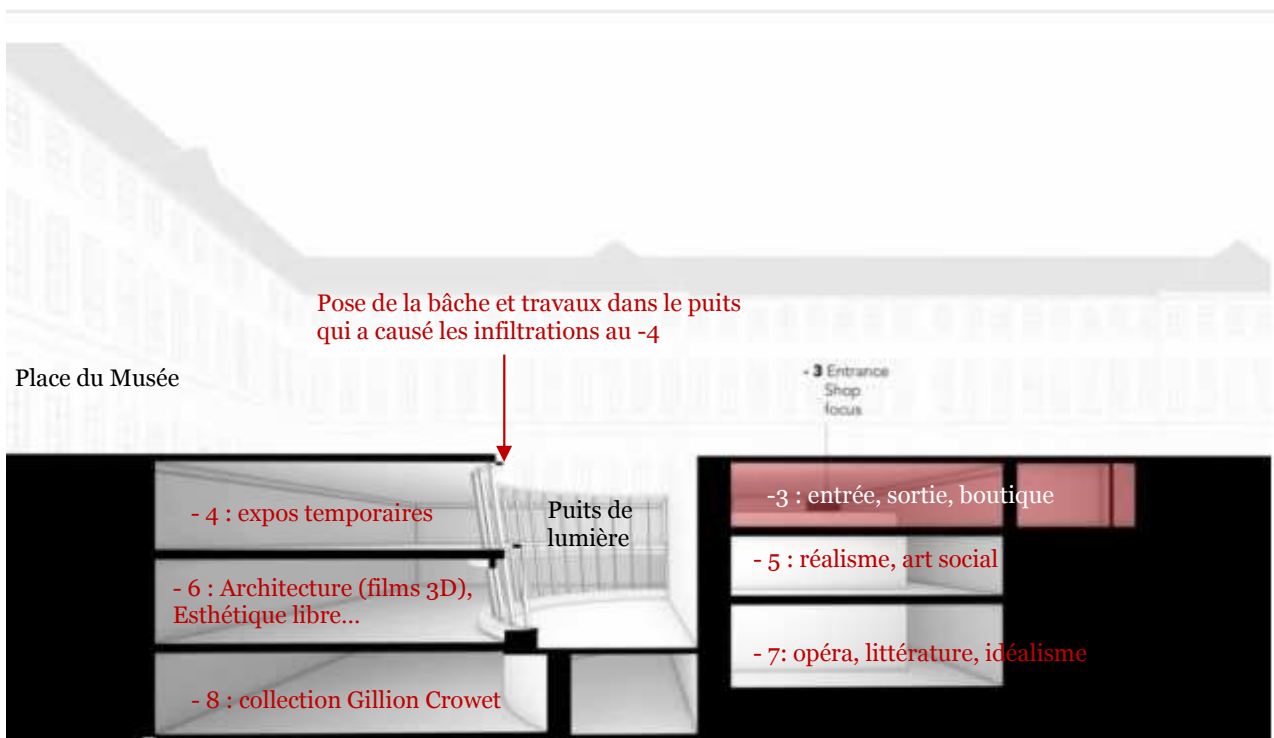 Pose de la bâche et travaux dans le puits
qui a causé les infiltrations au -4
Place du Musée
- 3 Entrance
Shop
focus
- 4 : expos temporaires
Puits de
lumière
-3 : entrée, sortie, boutique
- 5 : réalisme, art social
- 6 : Architecture (films 3D),
Esthétique libre...
- 7: opéra, littérature, idéalisme
- 8 : collection Gillion Crowet